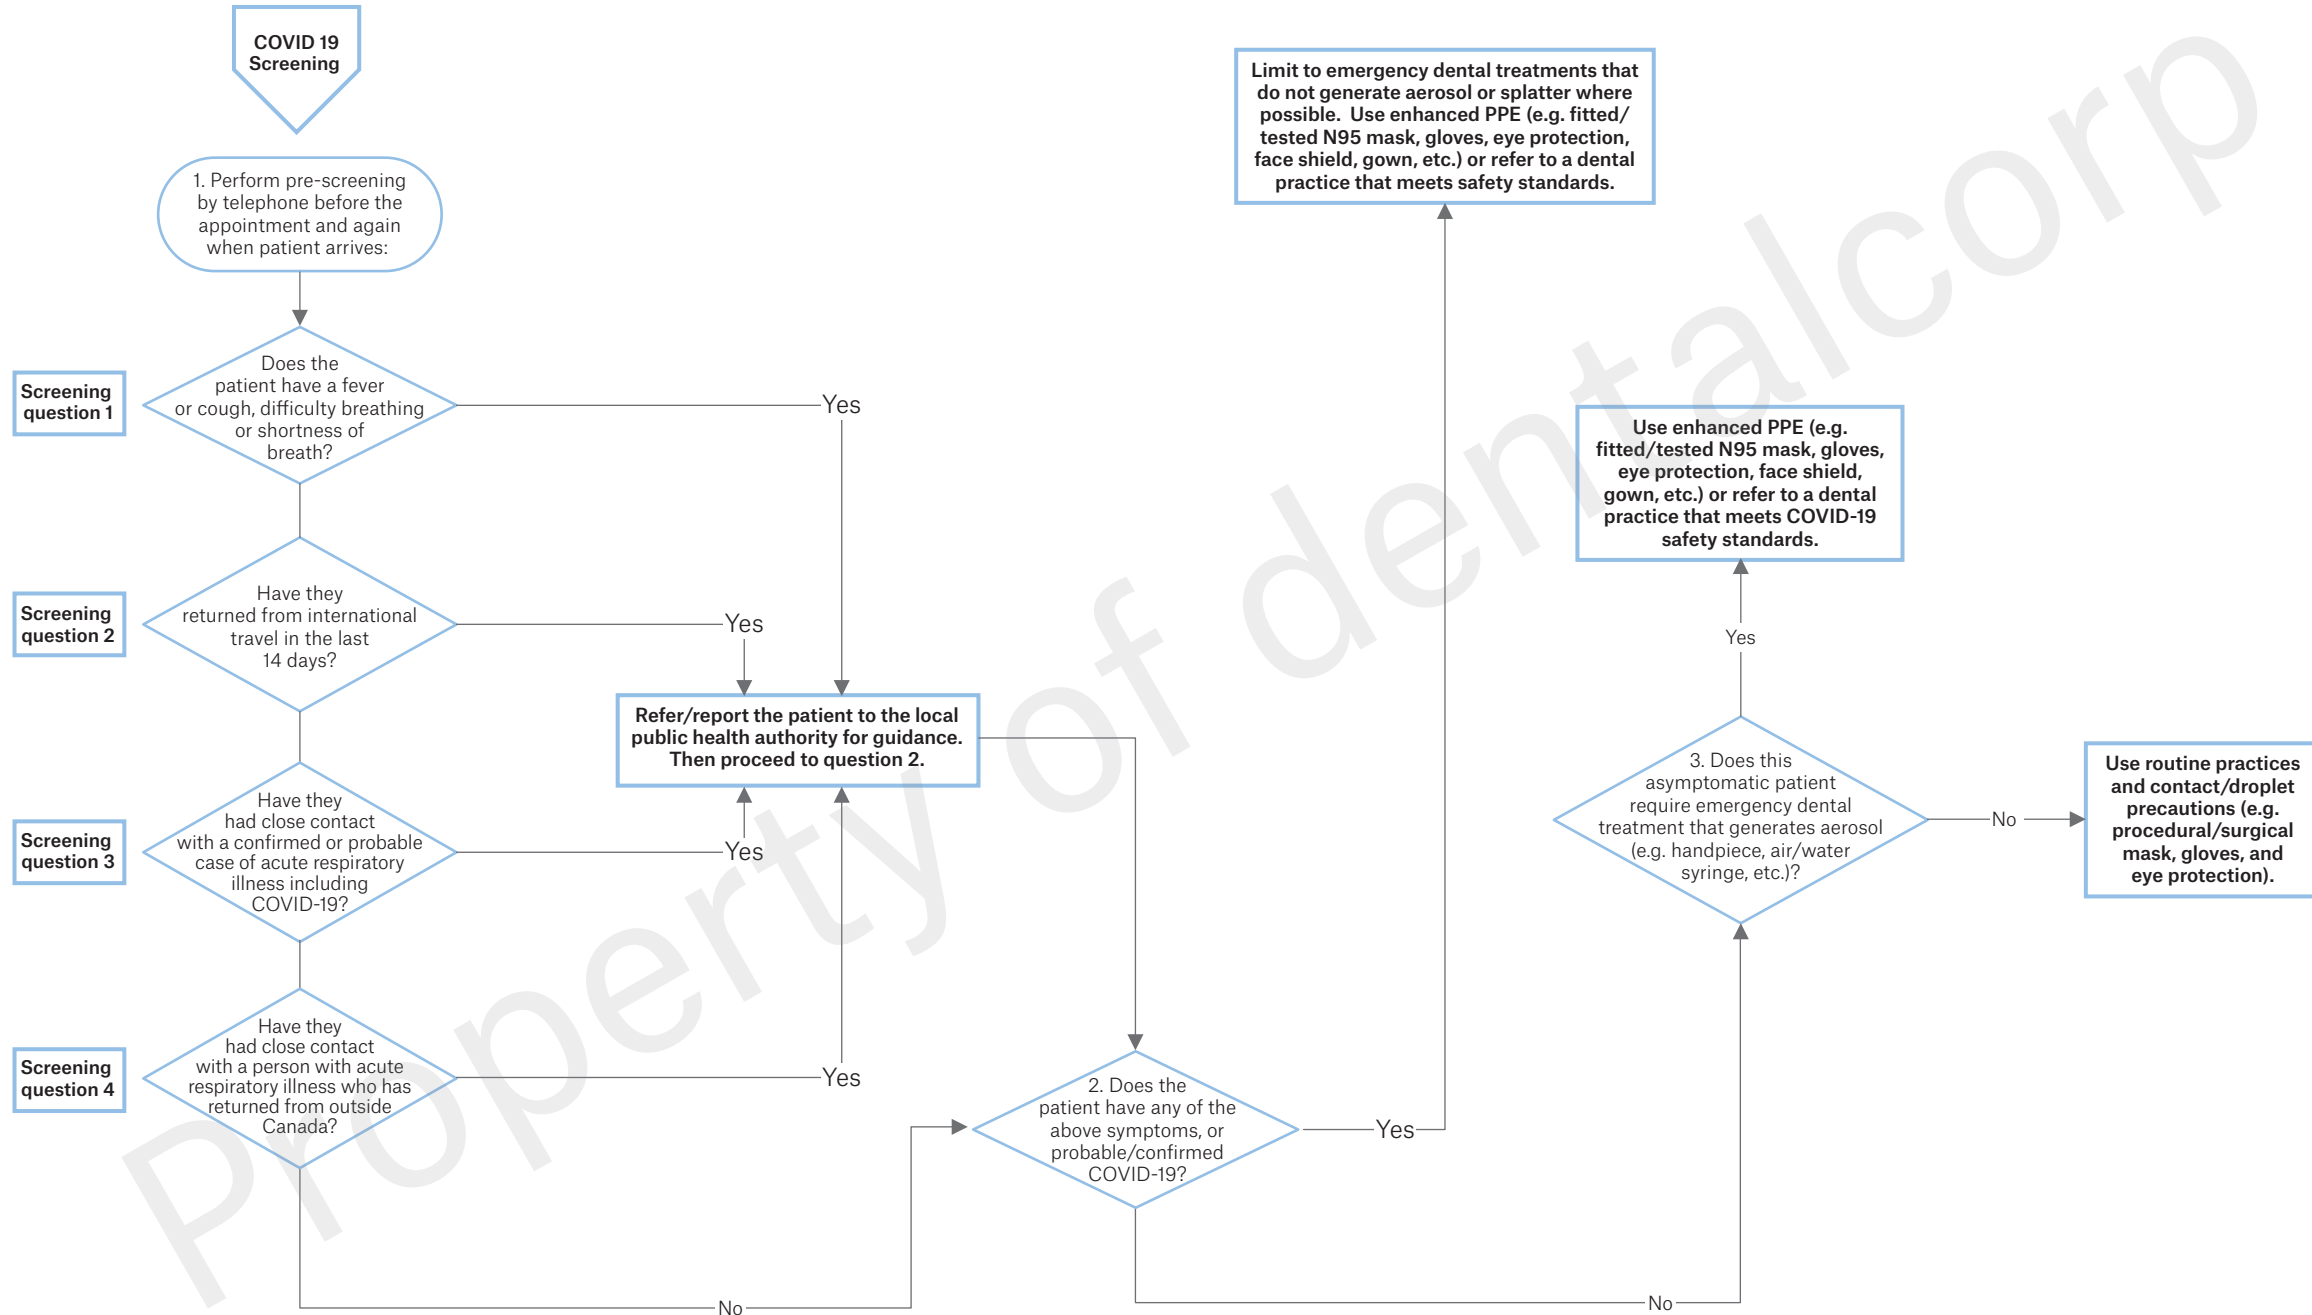 COVID 19
Screening
1. Perform pre-screening
by telephone before the
appointment and again
when patient arrives:
Screening
question 1
Does the
patient have a fever
or cough, difficulty breathing
or shortness of
breath?
Yes
Screening
question 2
Have they
returned from international
travel in the last
14 days?
Yes
Refer/report the patient to the local
public health authority for guidance.
Then proceed to question 2.
Screening
question 3
Have they
had close contact
with a confirmed or probable
case of acute respiratory
illness including
COVID-19?
Yes
Screening
question 4
Have they
had close contact
with a person with acute
respiratory illness who has
returned from outside
Canada?
Yes
No
2. Does the
patient have any of the
above symptoms, or
probable/confirmed
COVID-19?
Yes
No
Limit to emergency dental treatments that
do not generate aerosol or splatter where
possible.  Use enhanced PPE (e.g. fitted/
tested N95 mask, gloves, eye protection,
face shield, gown, etc.) or refer to a dental
practice that meets safety standards.
Use enhanced PPE (e.g.
fitted/tested N95 mask, gloves,
eye protection, face shield,
gown, etc.) or refer to a dental
practice that meets COVID-19
safety standards.
Yes
3. Does this
asymptomatic patient
require emergency dental
treatment that generates aerosol
(e.g. handpiece, air/water
syringe, etc.)?
No
Use routine practices
and contact/droplet
precautions (e.g.
procedural/surgical
mask, gloves, and
eye protection).
Property of dentalcorp